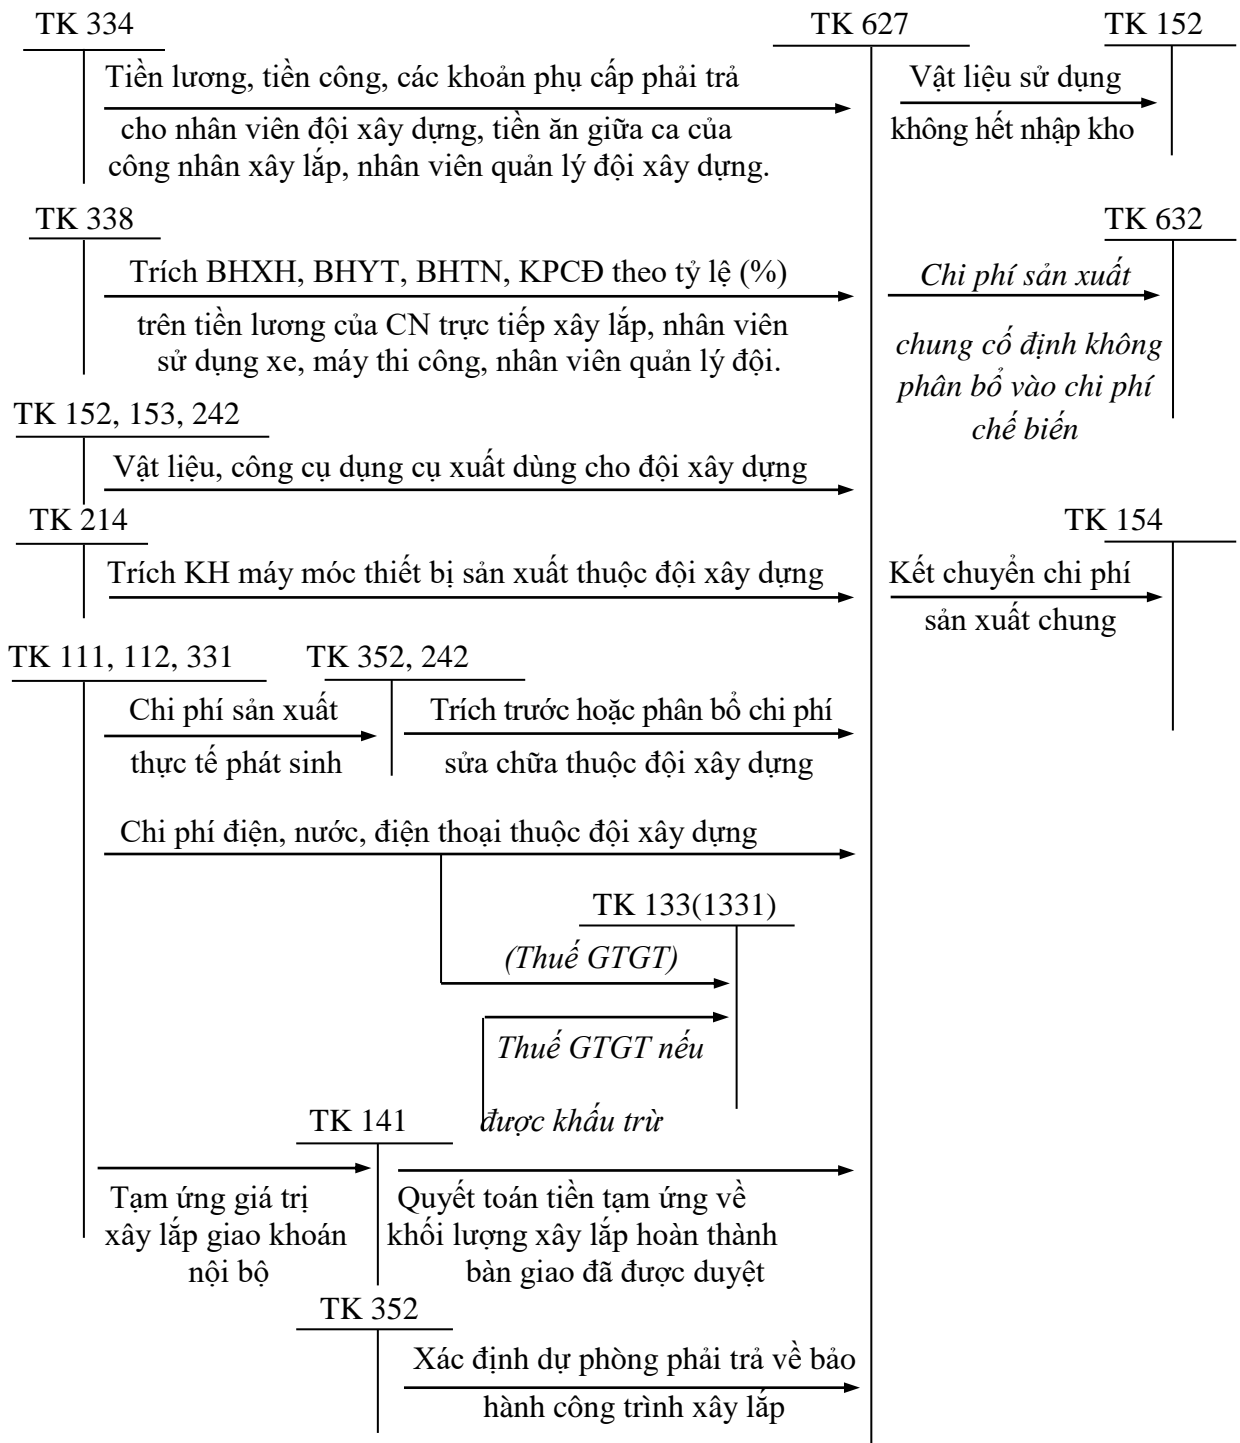 TK 334
TK 627
TK 152
Tiền lương, tiền công, các khoản phụ cấp phải trả
cho nhân viên đội xây dựng, tiền ăn giữa ca của
công nhân xây lắp, nhân viên quản lý đội xây dựng.
Vật liệu sử dụng
không hết nhập kho
TK 338
TK 632
Trích BHXH, BHYT, BHTN, KPCĐ theo tỷ lệ (%)
trên tiền lương của CN trực tiếp xây lắp, nhân viên
sử dụng xe, máy thi công, nhân viên quản lý đội.
Chi phí sản xuất
chung cố định không
phân bổ vào chi phí
chế biến
TK 152, 153, 242
Vật liệu, công cụ dụng cụ xuất dùng cho đội xây dựng
TK 214
TK 154
Trích KH máy móc thiết bị sản xuất thuộc đội xây dựng
Kết chuyển chi phí
sản xuất chung
TK 111, 112, 331
TK 352, 242
Chi phí sản xuất
thực tế phát sinh
Trích trước hoặc phân bổ chi phí
sửa chữa thuộc đội xây dựng
Chi phí điện, nước, điện thoại thuộc đội xây dựng
TK 133(1331)
(Thuế GTGT)
Thuế GTGT nếu
được khấu trừ
TK 141
Tạm ứng giá trị
xây lắp giao khoán
nội bộ
Quyết toán tiền tạm ứng về
khối lượng xây lắp hoàn thành
bàn giao đã được duyệt
TK 352
Xác định dự phòng phải trả về bảo
hành công trình xây lắp